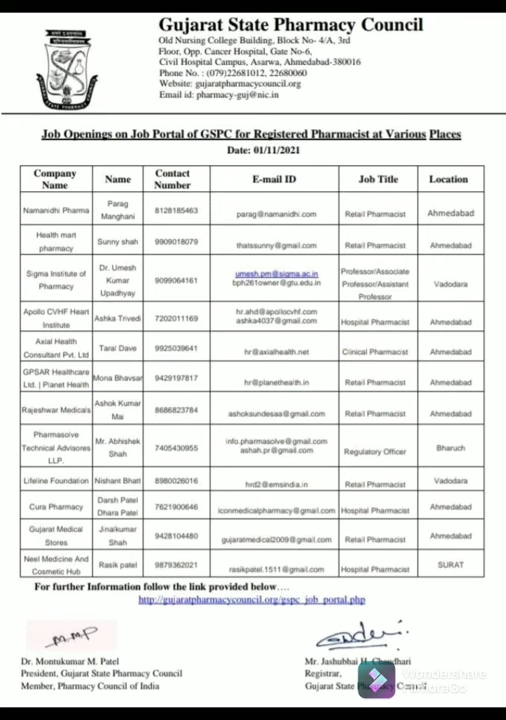 Gujarat State Pharmacy Council
Old Nursing College Building, Block No- 4/A, 3rd
Floor, Opp. Cancer Hospital, Gate No-6,
Civil Hospital Campus, Asarwa, Ahmedabad-380016
Phone No. : (079)22681012, 22680060
Website: gujaratpharmacycouncil.org
Email id: pharmacy-guj@nic.in
Job Openings on Job Portal of GSPC for Registered Pharmacist at Various Places
Date: 01/11/2021
Company Name Name Contact Number E-mail ID Job Title Location
Namanidhi Pharma Parag Manghani 8128185463 parag@namanidhi.com Retail Pharmacist Ahmedabad
Health mart pharmacy Sunny shah 9909018079 thatssunny@gmail.com Retail Pharmacist Ahmedabad
Sigma Institute of Pharmacy Dr. Umesh Kumar Upadhyay 9099064161 umesh.pm@sigma.ac.in bph261owner@gtu.edu.in Professor/Associate Professor/Assistant Professor Vadodara
Apollo CVHF Heart Institute Ashka Trivedi 7202011169 hr.ahd@apollocvhf.com ashka4037@gmail.com Hospital Pharmacist Ahmedabad
Axial Health Consultant Pvt. Ltd Taral Dave 9925039641 hr@axialhealth.net Clinical Pharmacist Ahmedabad
GPSAR Healthcare Ltd. | Planet Health Mona Bhavsar 9429197817 hr@planethealth.in Retail Pharmacist Ahmedabad
Rajeshwar Medicals Ashok Kumar Mai 8686823784 ashoksundesaa@gmail.com Retail Pharmacist Ahmedabad
Pharmasolve Technical Advisores LLP. Mr. Abhishek Shah 7405430955 info.pharmasolve@gmail.com ashah.pr@gmail.com Regulatory Officer Bharuch
Lifeline Foundation Nishant Bhatt 8980026016 hrd2@emsindia.in Retail Pharmacist Vadodara
Cura Pharmacy Darsh Patel Dhara Patel 7621900646 iconmedicalpharmacy@gmail.com Hospital Pharmacist Ahmedabad
Gujarat Medical Stores Jinalkumar Shah 9428104480 gujaratmedical2009@gmail.com Retail Pharmacist Ahmedabad
Neel Medicine And Cosmetic Hub Rasik patel 9879362021 rasikpatel.1511@gmail.com Hospital Pharmacist SURAT
For further Information follow the link provided below....
http://gujaratpharmacycouncil.org/gspc_job_portal.php
M.M.P
Dr. Montukumar M. Patel
President, Gujarat State Pharmacy Council
Member, Pharmacy Council of India
Mr. Jashubhai H. Chaudhari
Registrar,
Gujarat State Pharmacy Council
Wondershare
FilmoraGo